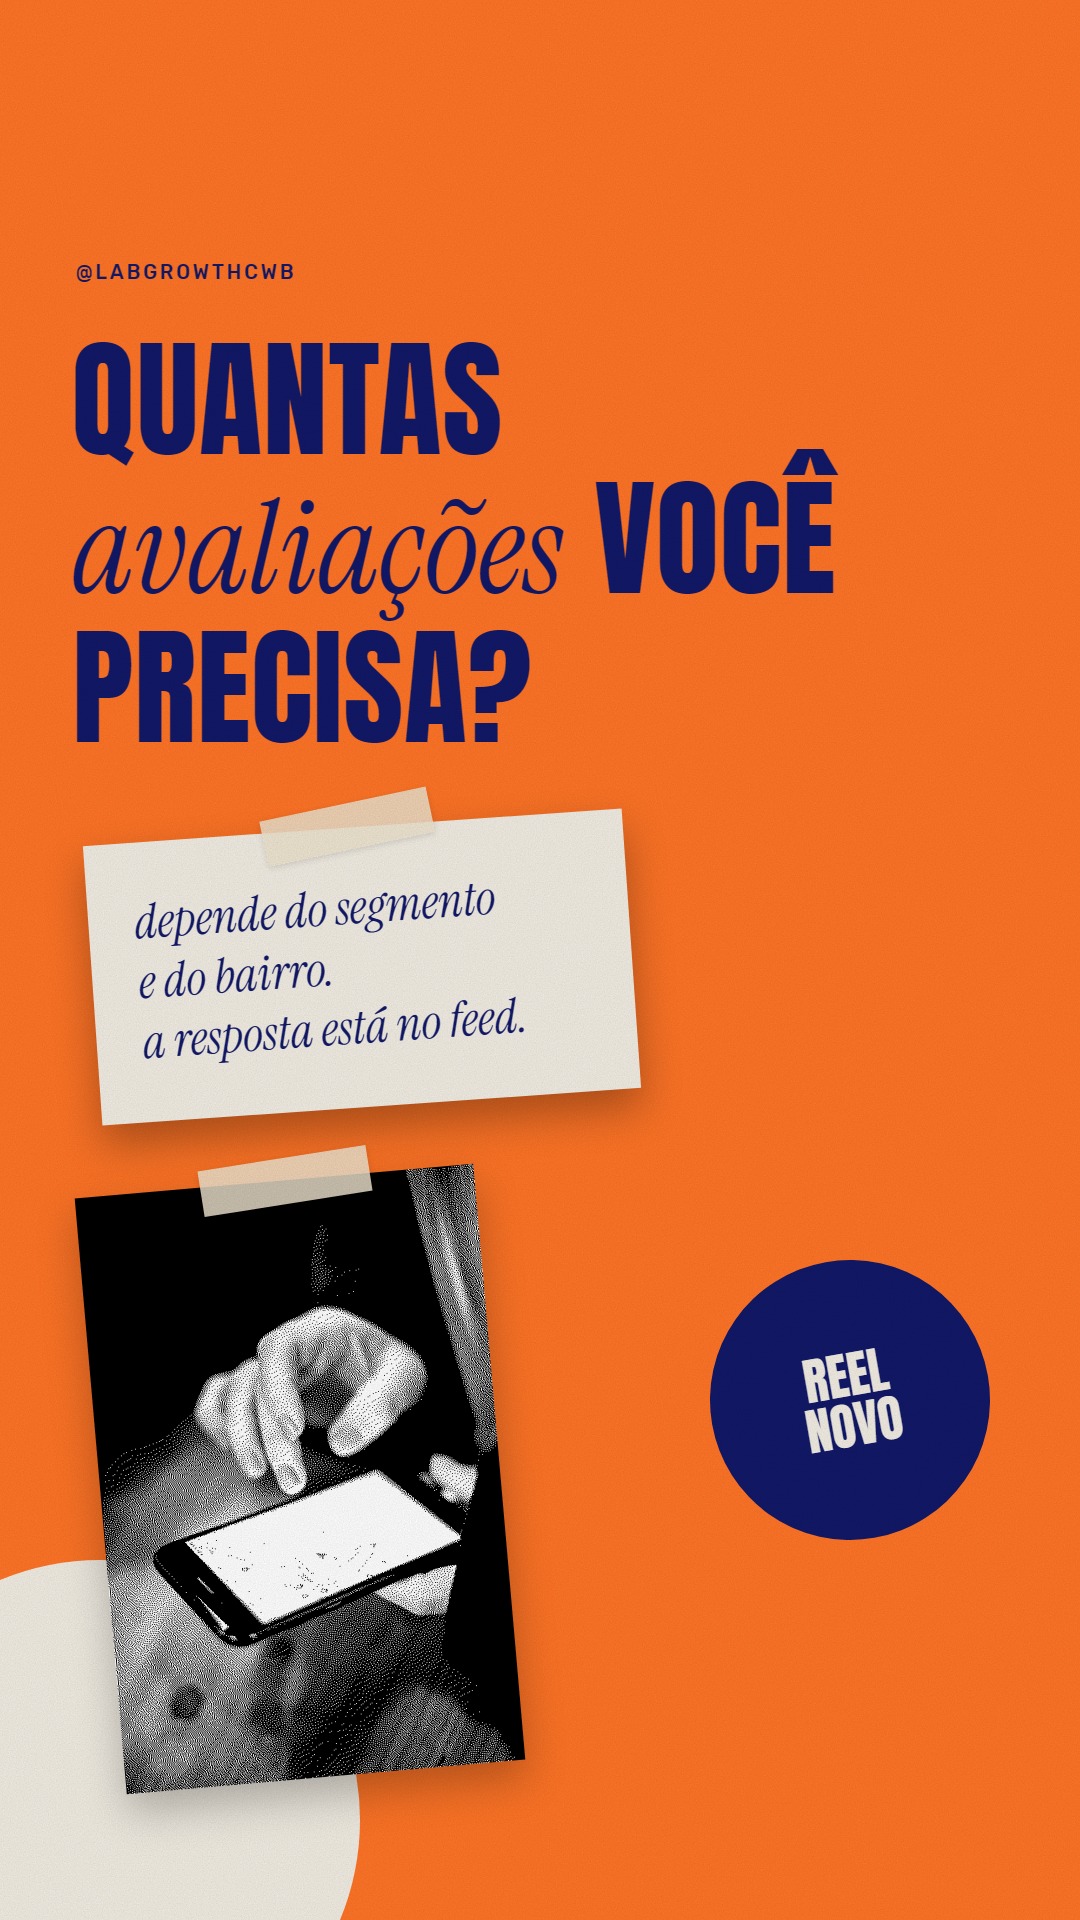 @LABGROWTHCWB
QUANTAS
avaliações VOCÊ
PRECISA?
depende do segmento
e do bairro.
a resposta está no feed.
REEL
NOVO